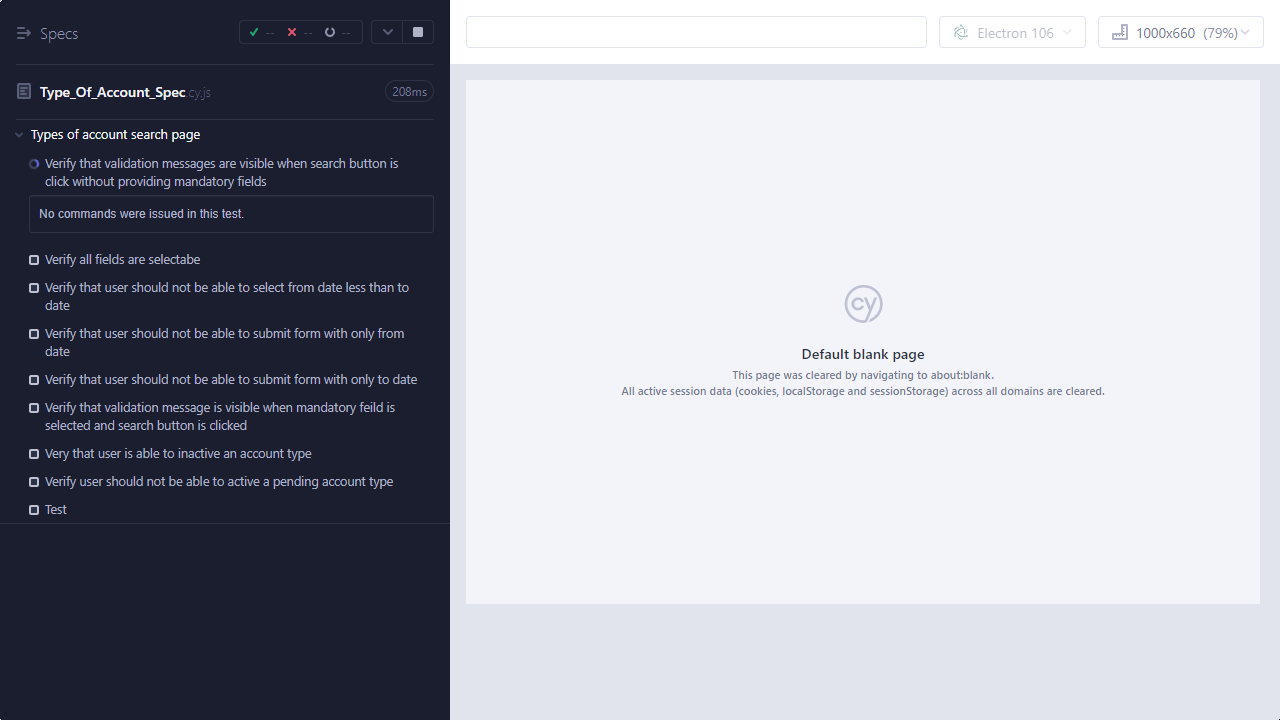 Specs
--
--
--
Type_Of_Account_Spec.cy.js
208ms
Types of account search page
Verify that validation messages are visible when search button is
click without providing mandatory fields
No commands were issued in this test.
Verify all fields are selectabe
Verify that user should not be able to select from date less than to
date
Verify that user should not be able to submit form with only from
date
Verify that user should not be able to submit form with only to date
Verify that validation message is visible when mandatory feild is
selected and search button is clicked
Very that user is able to inactive an account type
Verify user should not be able to active a pending account type
Test
Electron 106
1000x660 (79%)
cy
Default blank page
This page was cleared by navigating to about:blank.
All active session data (cookies, localStorage and sessionStorage) across all domains are cleared.